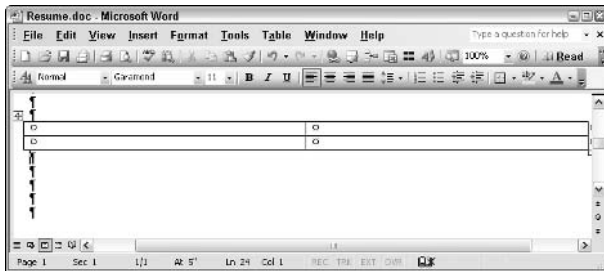 Resume.doc - Microsoft Word
File Edit View Insert Format Tools Table Window Help Type a question for help
100% Read
Normal Garamond 11 B I U A
Page 1 Sec 1 1/1 At 5" Ln 24 Col 1 REC TRK EXT OVR